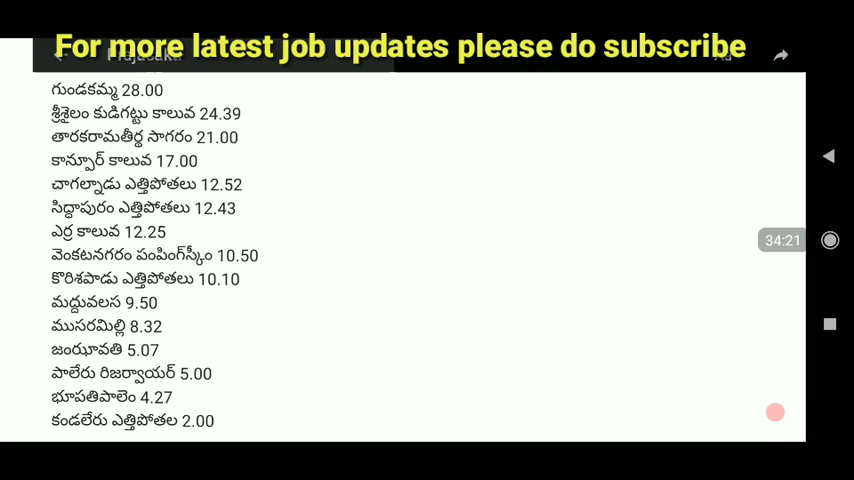 For more latest job updates please do subscribe
గుండకమ్మ 28.00
శ్రీశైలం కుడిగట్టు కాలువ 24.39
తారకరామతీర్థ సాగరం 21.00
కాన్పూర్ కాలువ 17.00
చాగల్నాడు ఎత్తిపోతలు 12.52
సిద్ధాపురం ఎత్తిపోతలు 12.43
ఎర్ర కాలువ 12.25
వెంకటనగరం పంపింగ్‌స్కీం 10.50
కొరిశపాడు ఎత్తిపోతలు 10.10
మద్దువలస 9.50
ముసరమిల్లి 8.32
జంఝావతి 5.07
పాలేరు రిజర్వాయర్ 5.00
భూపతిపాలెం 4.27
కండలేరు ఎత్తిపోతల 2.00
34:21